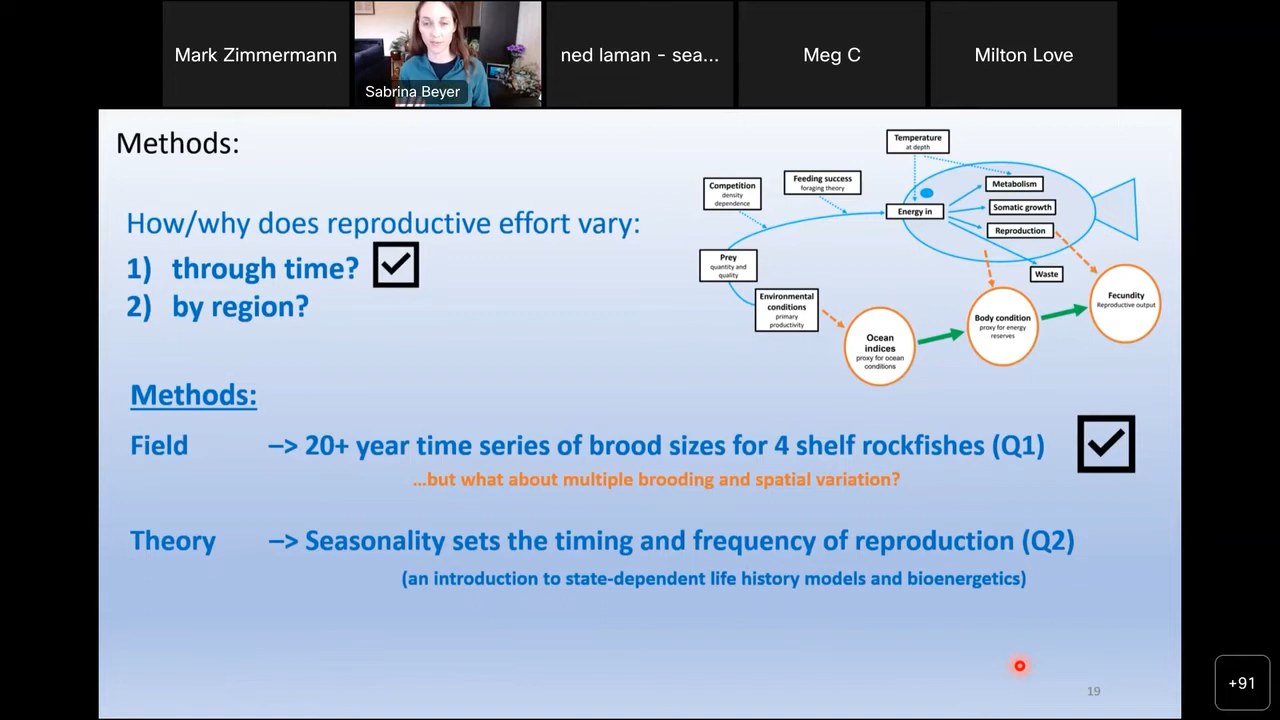 Mark Zimmermann
Sabrina Beyer
ned laman - sea...
Meg C
Milton Love
Methods:
How/why does reproductive effort vary:
1) through time?
2) by region?
Temperature
at depth
Competition
density
dependence
Feeding success
foraging theory
Energy in
Metabolism
Somatic growth
Reproduction
Waste
Prey
quantity and
quality
Environmental
conditions
primary
productivity
Ocean
indices
proxy for ocean
conditions
Body condition
proxy for energy
reserves
Fecundity
Reproductive output
Methods:
Field –> 20+ year time series of brood sizes for 4 shelf rockfishes (Q1)
...but what about multiple brooding and spatial variation?
Theory –> Seasonality sets the timing and frequency of reproduction (Q2)
(an introduction to state-dependent life history models and bioenergetics)
19
+91